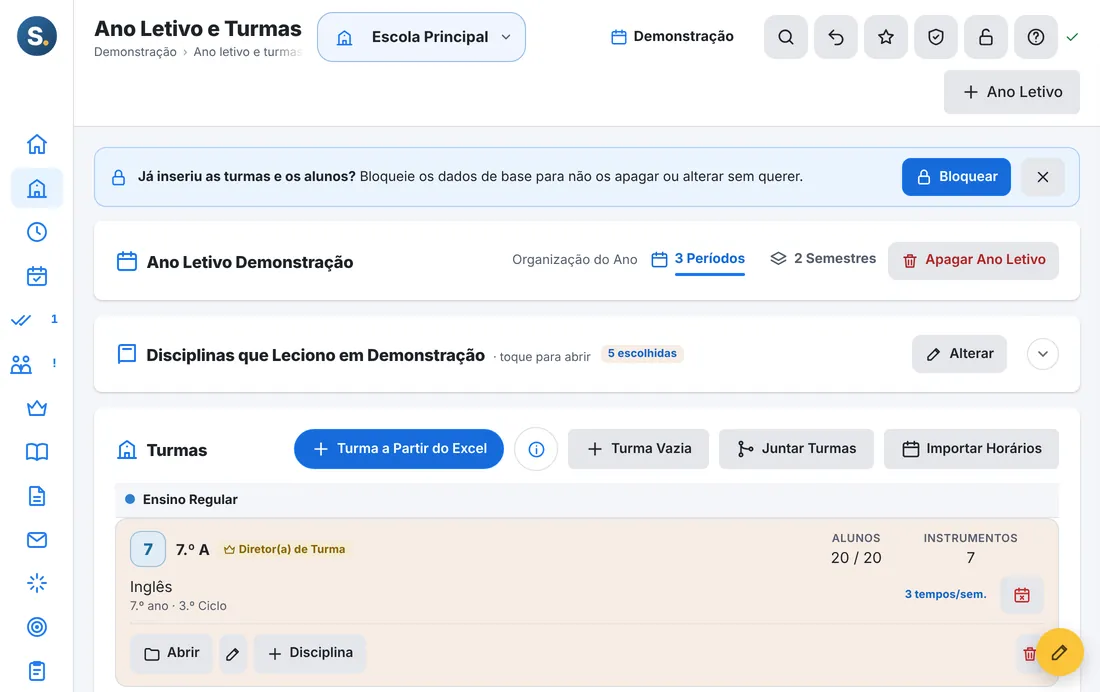 S.
Ano Letivo e Turmas
Demonstração › Ano letivo e turmas
Escola Principal
Demonstração
Ano Letivo
Já inseriu as turmas e os alunos? Bloqueie os dados de base para não os apagar ou alterar sem querer.
Bloquear
Ano Letivo Demonstração
Organização do Ano
3 Períodos
2 Semestres
Apagar Ano Letivo
1
!
Disciplinas que Leciono em Demonstração · toque para abrir
5 escolhidas
Alterar
Turmas
Turma a Partir do Excel
Turma Vazia
Juntar Turmas
Importar Horários
Ensino Regular
7
7.º A
Diretor(a) de Turma
ALUNOS
20 / 20
INSTRUMENTOS
7
Inglês
7.º ano · 3.º Ciclo
3 tempos/sem.
Abrir
Disciplina